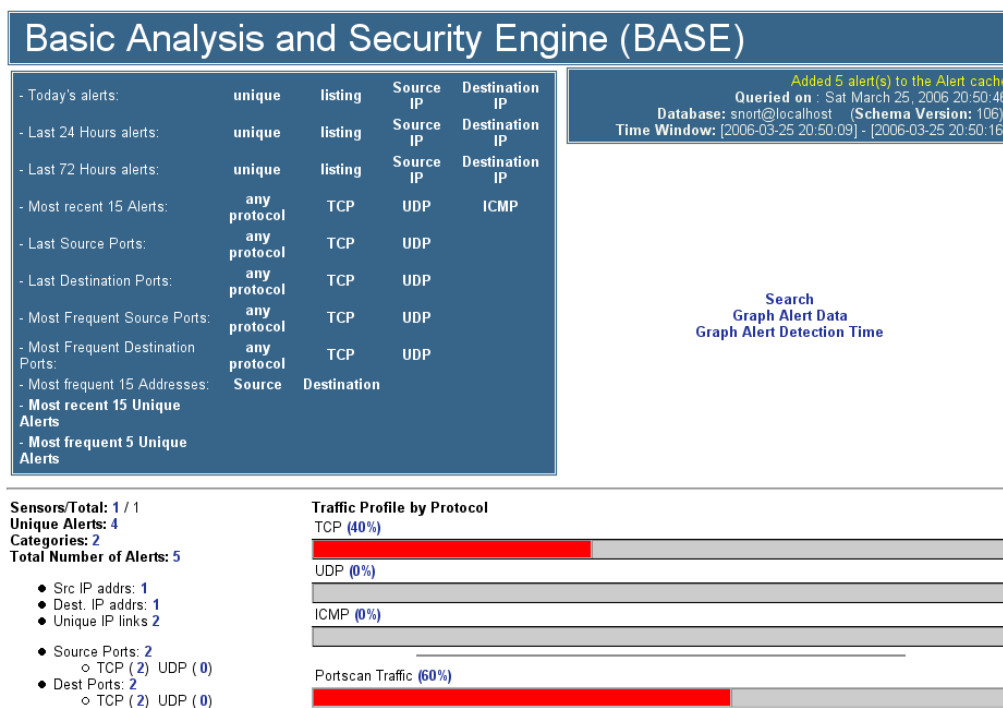 Basic Analysis and Security Engine (BASE)
- Today's alerts: unique listing Source IP Destination IP
- Last 24 Hours alerts: unique listing Source IP Destination IP
- Last 72 Hours alerts: unique listing Source IP Destination IP
- Most recent 15 Alerts: any protocol TCP UDP ICMP
- Last Source Ports: any protocol TCP UDP
- Last Destination Ports: any protocol TCP UDP
- Most Frequent Source Ports: any protocol TCP UDP
- Most Frequent Destination Ports: any protocol TCP UDP
- Most frequent 15 Addresses: Source Destination
- Most recent 15 Unique Alerts
- Most frequent 5 Unique Alerts
Added 5 alert(s) to the Alert cache
Queried on : Sat March 25, 2006 20:50:46
Database: snort@localhost (Schema Version: 106)
Time Window: [2006-03-25 20:50:09] - [2006-03-25 20:50:16
Search
Graph Alert Data
Graph Alert Detection Time
Sensors/Total: 1 / 1
Unique Alerts: 4
Categories: 2
Total Number of Alerts: 5
Src IP addrs: 1
Dest. IP addrs: 1
Unique IP links 2
Source Ports: 2
TCP ( 2) UDP ( 0)
Dest Ports: 2
TCP ( 2) UDP ( 0)
Traffic Profile by Protocol
TCP (40%)
UDP (0%)
ICMP (0%)
Portscan Traffic (60%)